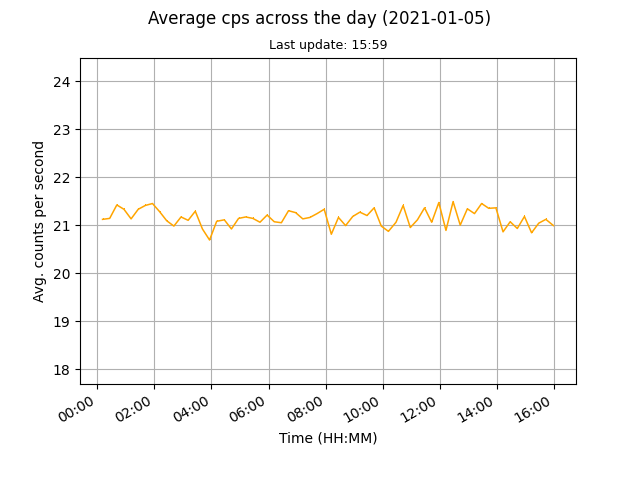 Average cps across the day (2021-01-05)
Last update: 15:59
24
23
22
21
20
19
18
Avg. counts per second
00:00 02:00 04:00 06:00 08:00 10:00 12:00 14:00 16:00
Time (HH:MM)